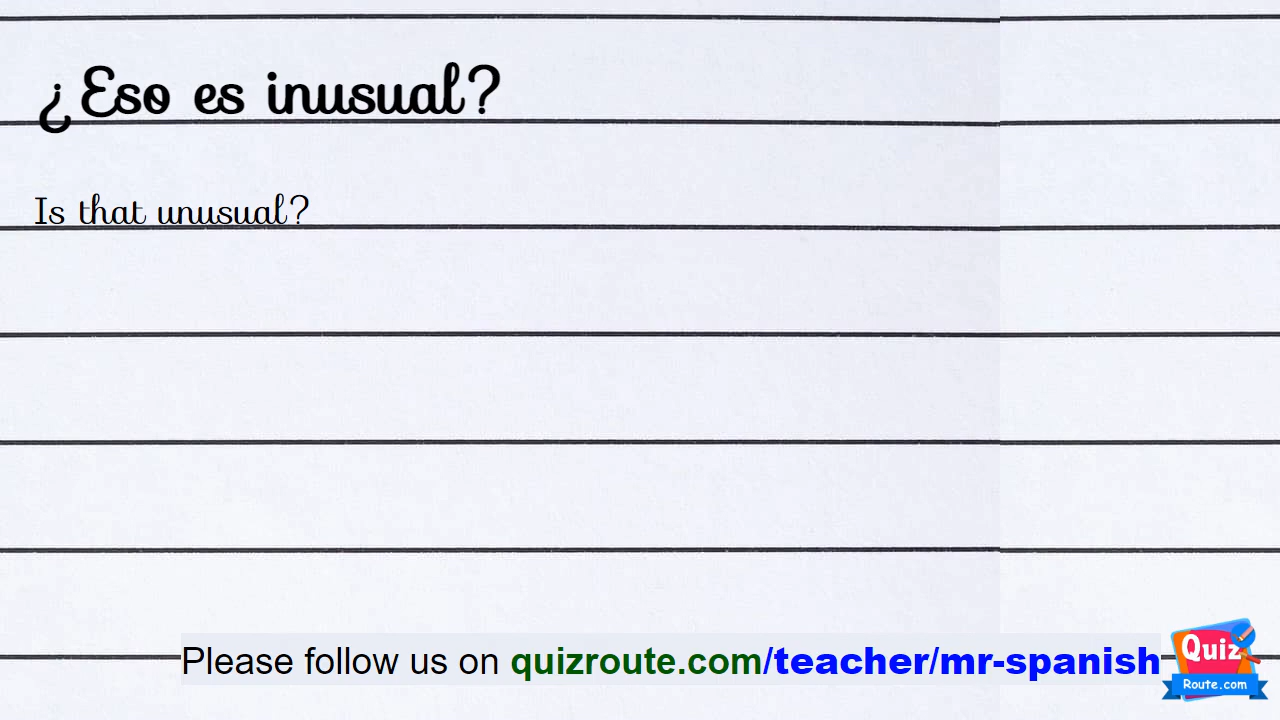 ¿Eso es inusual?
Is that unusual?
Please follow us on quizroute.com/teacher/mr-spanish
Quiz
Route.com